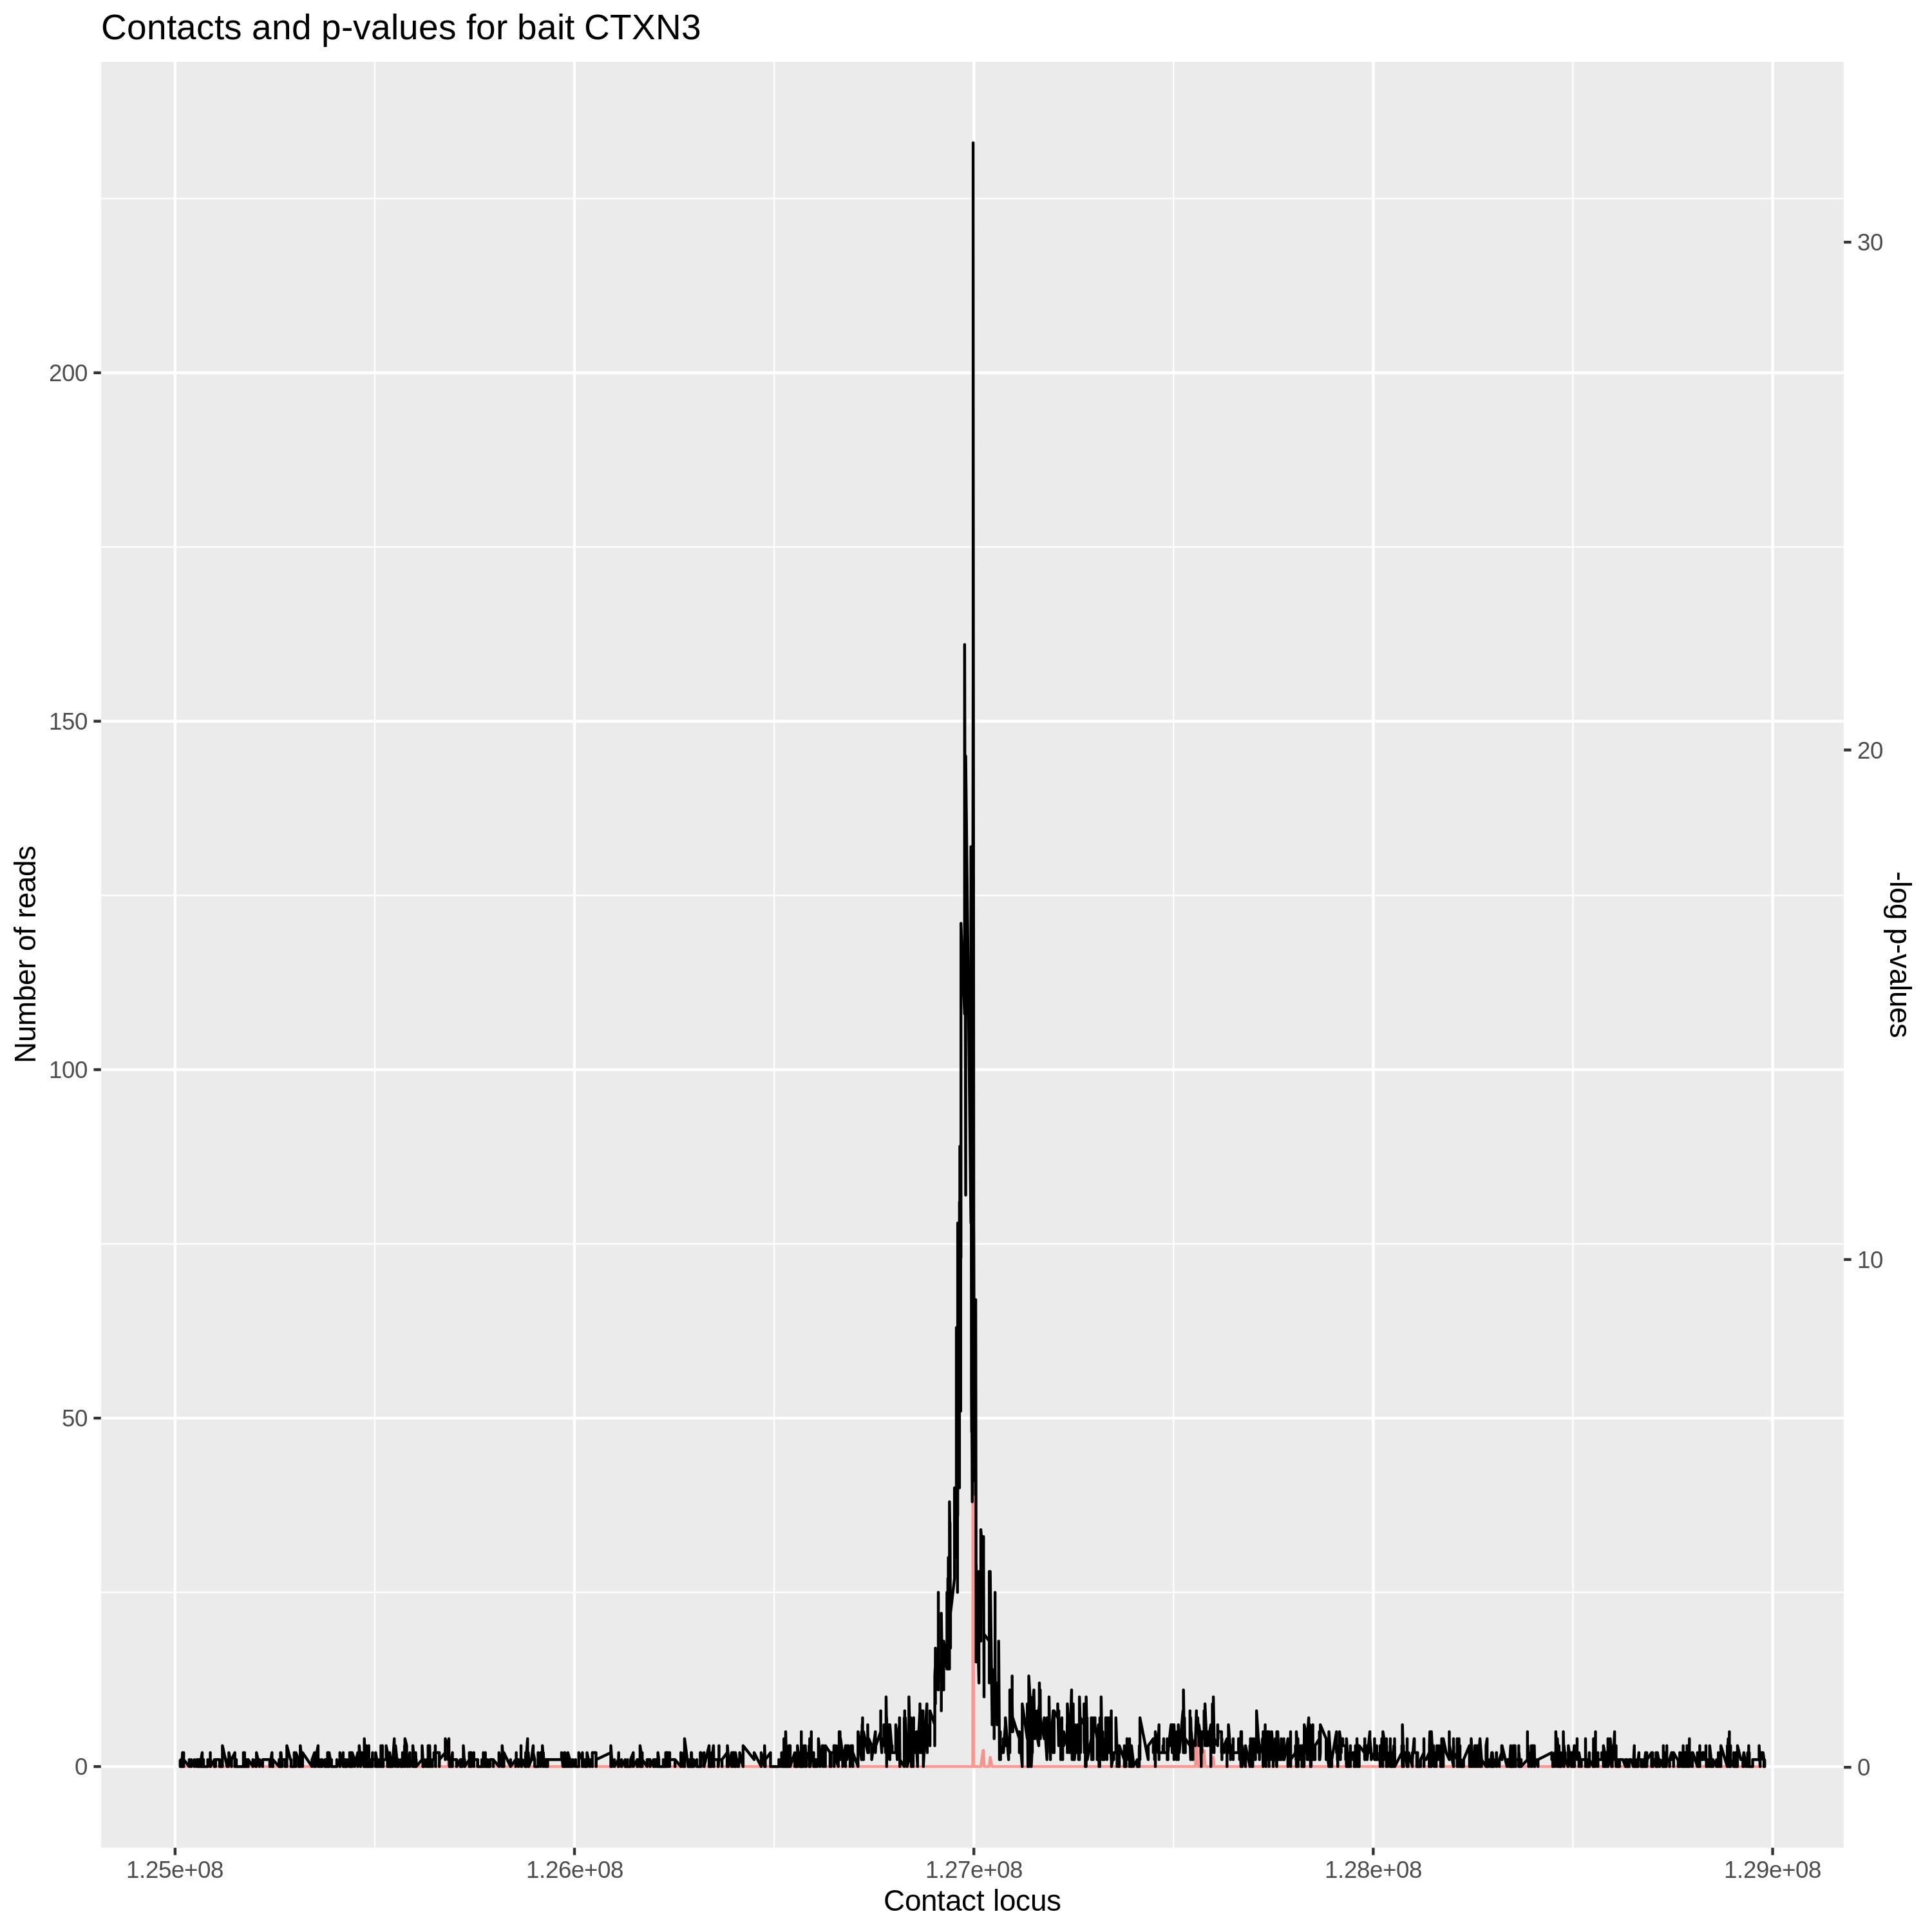 Contacts and p-values for bait CTXN3
Number of reads
200
150
100
50
0
30
20
10
0
-log p-values
1.25e+08
1.26e+08
1.27e+08
1.28e+08
1.29e+08
Contact locus